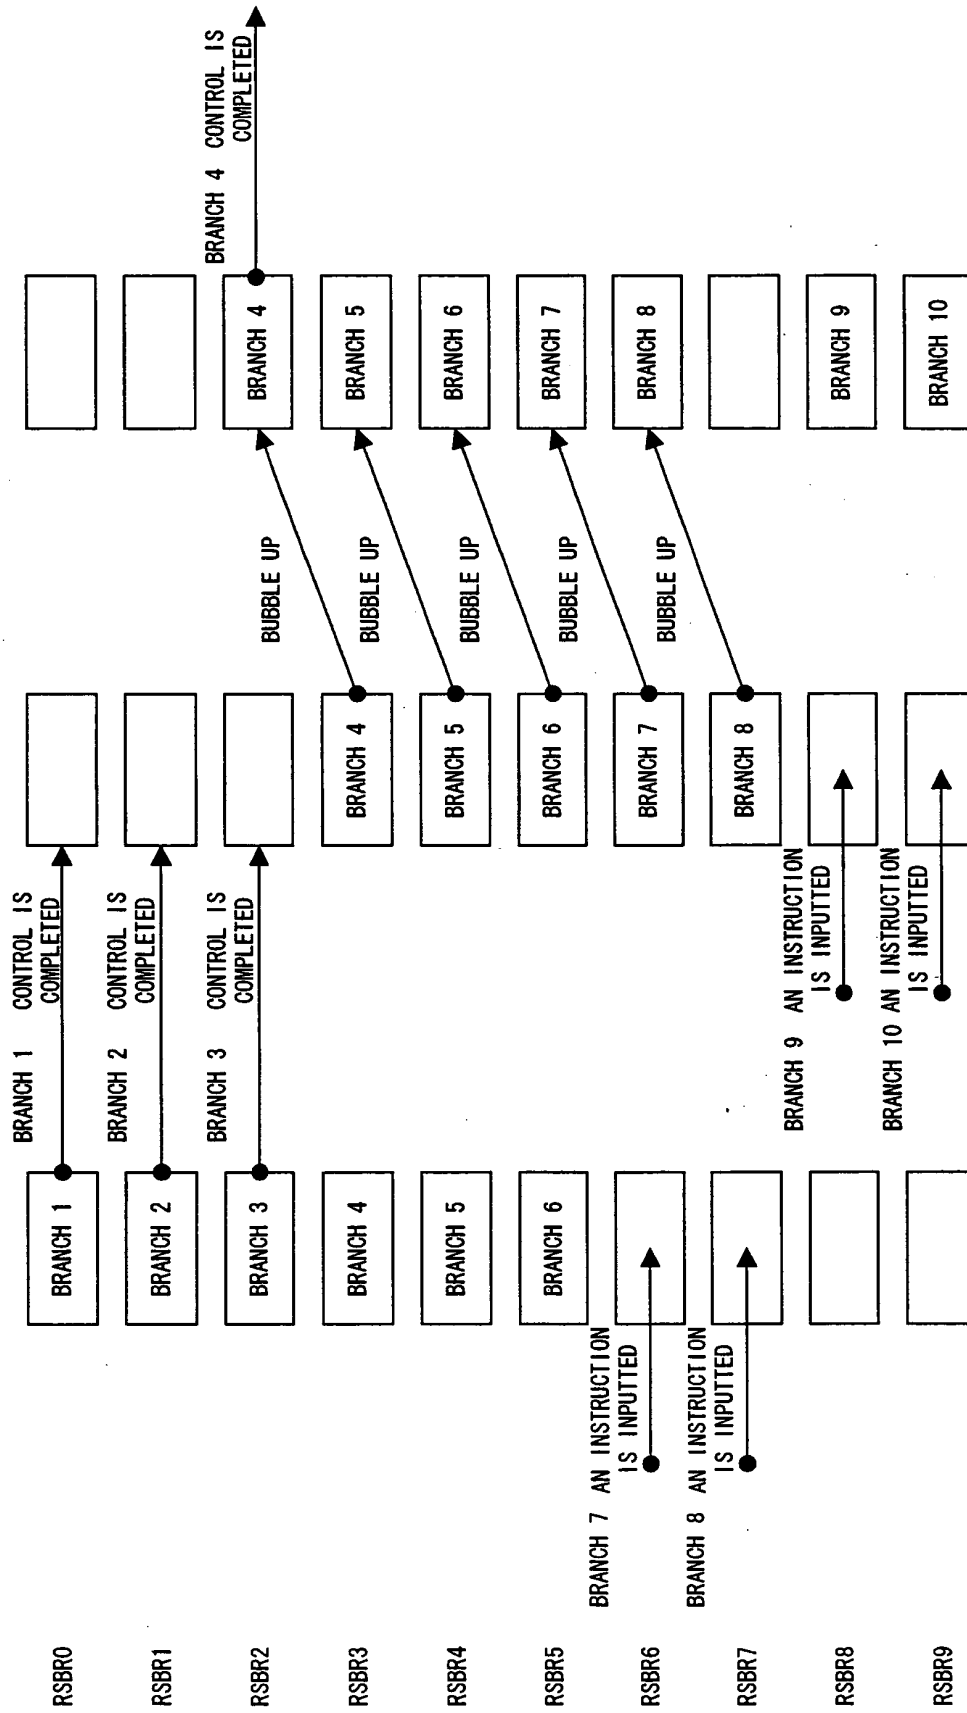 BRANCH 1 CONTROL IS
COMPLETED
RSBR0
BRANCH 1
BRANCH 2 CONTROL IS
COMPLETED
RSBR1
BRANCH 2
BRANCH 3 CONTROL IS
COMPLETED
BRANCH 4 CONTROL IS
COMPLETED
RSBR2
BRANCH 3
BUBBLE UP
BRANCH 4
RSBR3
BRANCH 4
BRANCH 4
BUBBLE UP
BRANCH 5
RSBR4
BRANCH 5
BRANCH 5
BUBBLE UP
BRANCH 6
RSBR5
BRANCH 6
BRANCH 6
BUBBLE UP
BRANCH 7
BRANCH 7 AN INSTRUCTION
IS INPUTTED
RSBR6
BRANCH 7
BUBBLE UP
BRANCH 8
BRANCH 8 AN INSTRUCTION
IS INPUTTED
RSBR7
BRANCH 8
BRANCH 9 AN INSTRUCTION
IS INPUTTED
RSBR8
BRANCH 9
BRANCH 10 AN INSTRUCTION
IS INPUTTED
RSBR9
BRANCH 10